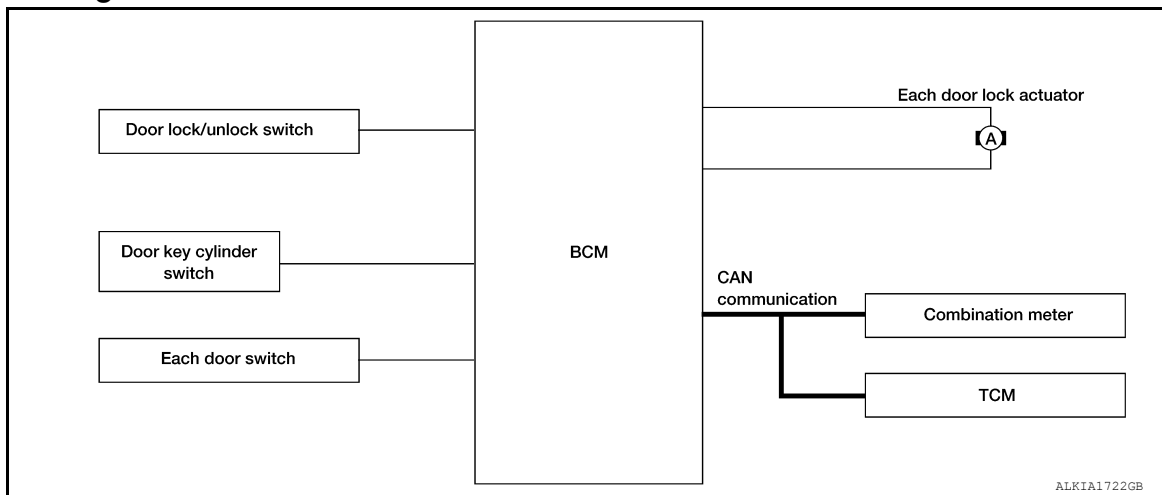 Door lock/unlock switch
Door key cylinder
switch
Each door switch
BCM
Each door lock actuator
A
CAN
communication
Combination meter
TCM
ALKIA1722GB